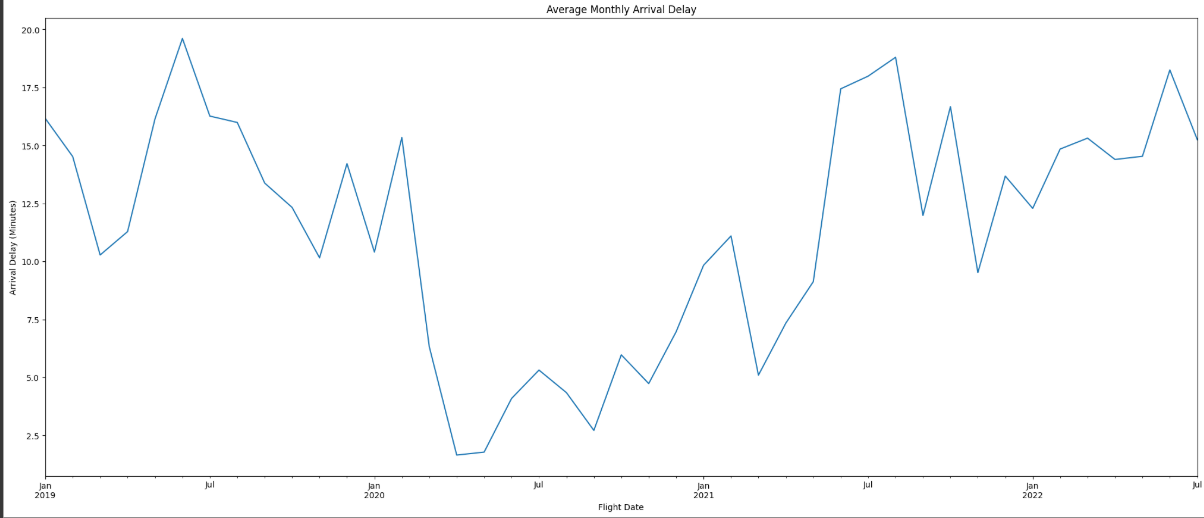 Average Monthly Arrival Delay
20.0
17.5
15.0
12.5
10.0
7.5
5.0
2.5
Arrival Delay (Minutes)
Jan Jul Jan Jul Jan Jul Jan Jul
2019 2020 2021 2022
Flight Date